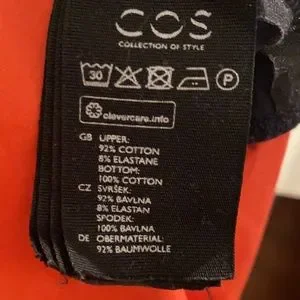 COS
COLLECTION OF STYLE
30
P
clevercare.info
GB UPPER:
92% COTTON
8% ELASTANE
BOTTOM:
100% COTTON
CZ SVRŠEK:
92% BAVLNA
8% ELASTAN
SPODEK:
100% BAVLNA
DE OBERMATERIAL:
92% BAUMWOLLE